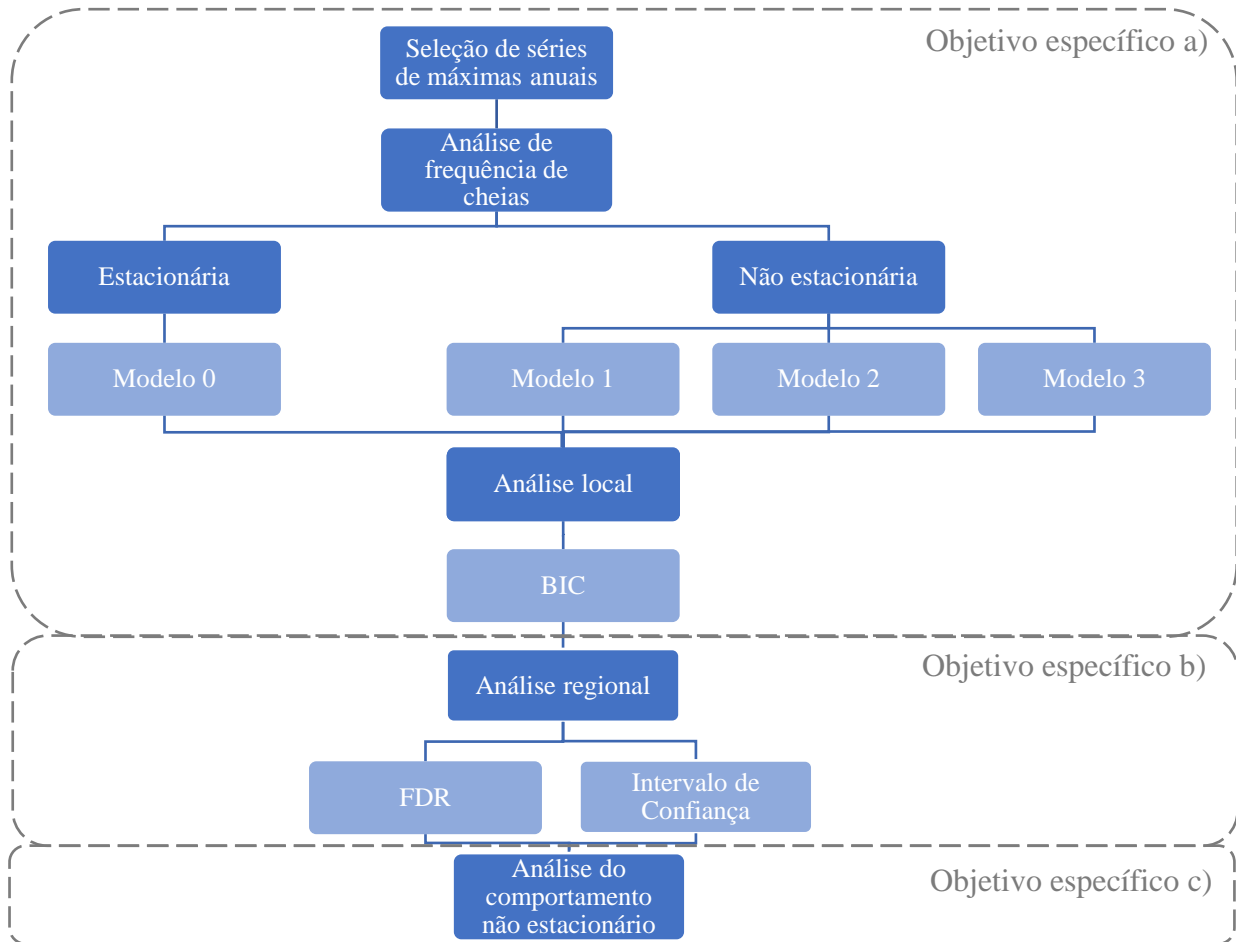 Objetivo específico a)
Seleção de séries
de máximas anuais
Análise de
frequência de
cheias
Estacionária
Não estacionária
Modelo 0
Modelo 1
Modelo 2
Modelo 3
Análise local
BIC
Objetivo específico b)
Análise regional
FDR
Intervalo de
Confiança
Objetivo específico c)
Análise do
comportamento
não estacionário